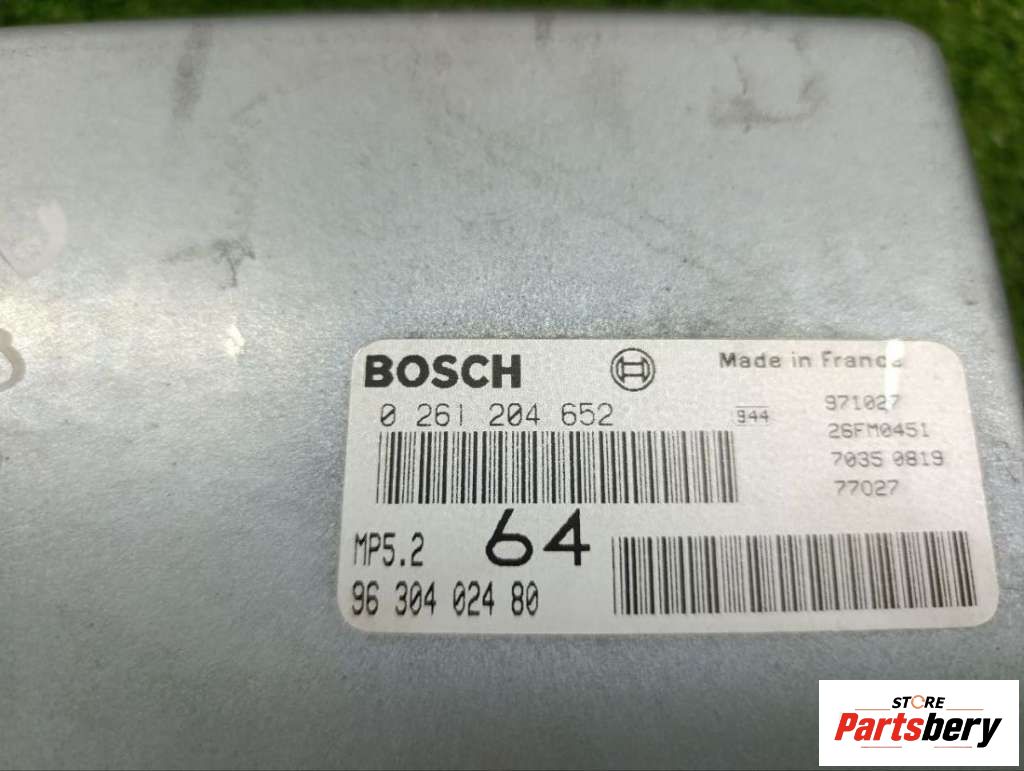 BOSCH
Made in France
0 261 204 652
944
971027
26FM0451
7035 0819
77027
MP5.2
64
96 304 024 80
STORE
Partsbery